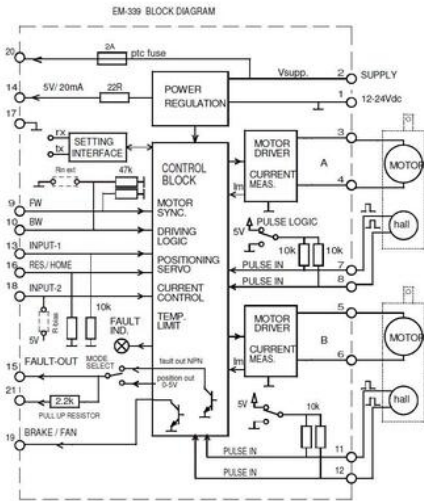 EM-339 BLOCK DIAGRAM
20
2A
ptc fuse
Vsupp.
2
SUPPLY
14
5V/ 20mA
22R
POWER
REGULATION
1
12-24Vdc
17
rx
tx
SETTING
INTERFACE
MOTOR
DRIVER
CURRENT
MEAS.
A
3
4
MOTOR
Im
Rin ext
47k
CONTROL
BLOCK
9
FW
10
BW
MOTOR
SYNC.
DRIVING
LOGIC
5V
PULSE LOGIC
10k
10k
hall
13
INPUT-1
POSITIONING
SERVO
PULSE IN
7
16
RES./ HOME
PULSE IN
8
18
INPUT-2
CURRENT
CONTROL
10k
5V
TEMP.
LIMIT
FAULT
IND.
MOTOR
DRIVER
CURRENT
MEAS.
B
5
6
MOTOR
Im
15
FAULT-OUT
MODE
SELECT
fault out NPN
position out
0-5V
21
2.2k
PULL UP RESISTOR
5V
10k
hall
19
BRAKE / FAN
PULSE IN
11
PULSE IN
12